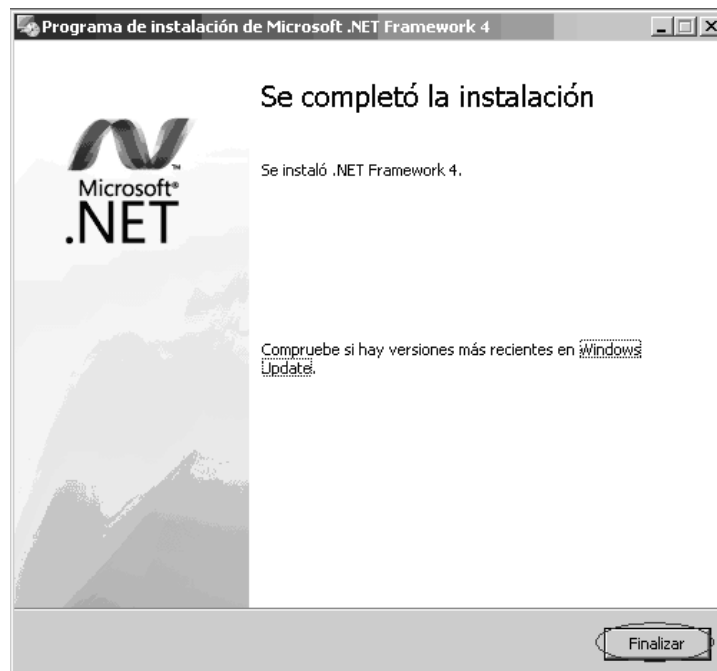 Programa de instalación de Microsoft .NET Framework 4
Se completó la instalación
Microsoft®
.NET
™
Se instaló .NET Framework 4.
Compruebe si hay versiones más recientes en Windows
Update.
Finalizar